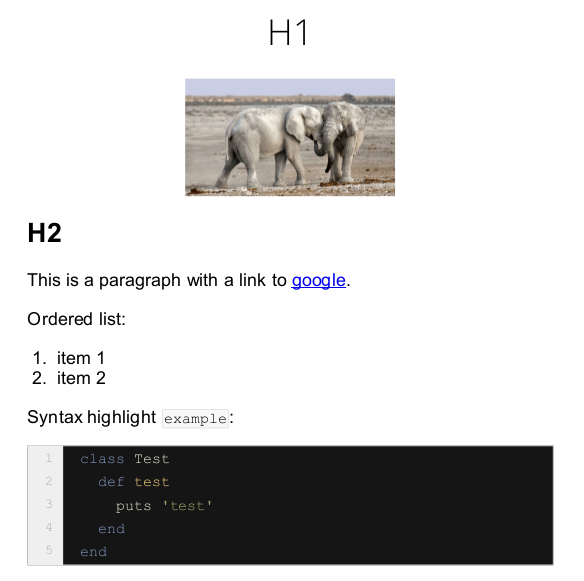 H1
H2
This is a paragraph with a link to google.
Ordered list:
1. item 1
2. item 2
Syntax highlight example:
1 class Test
2   def test
3     puts 'test'
4   end
5 end